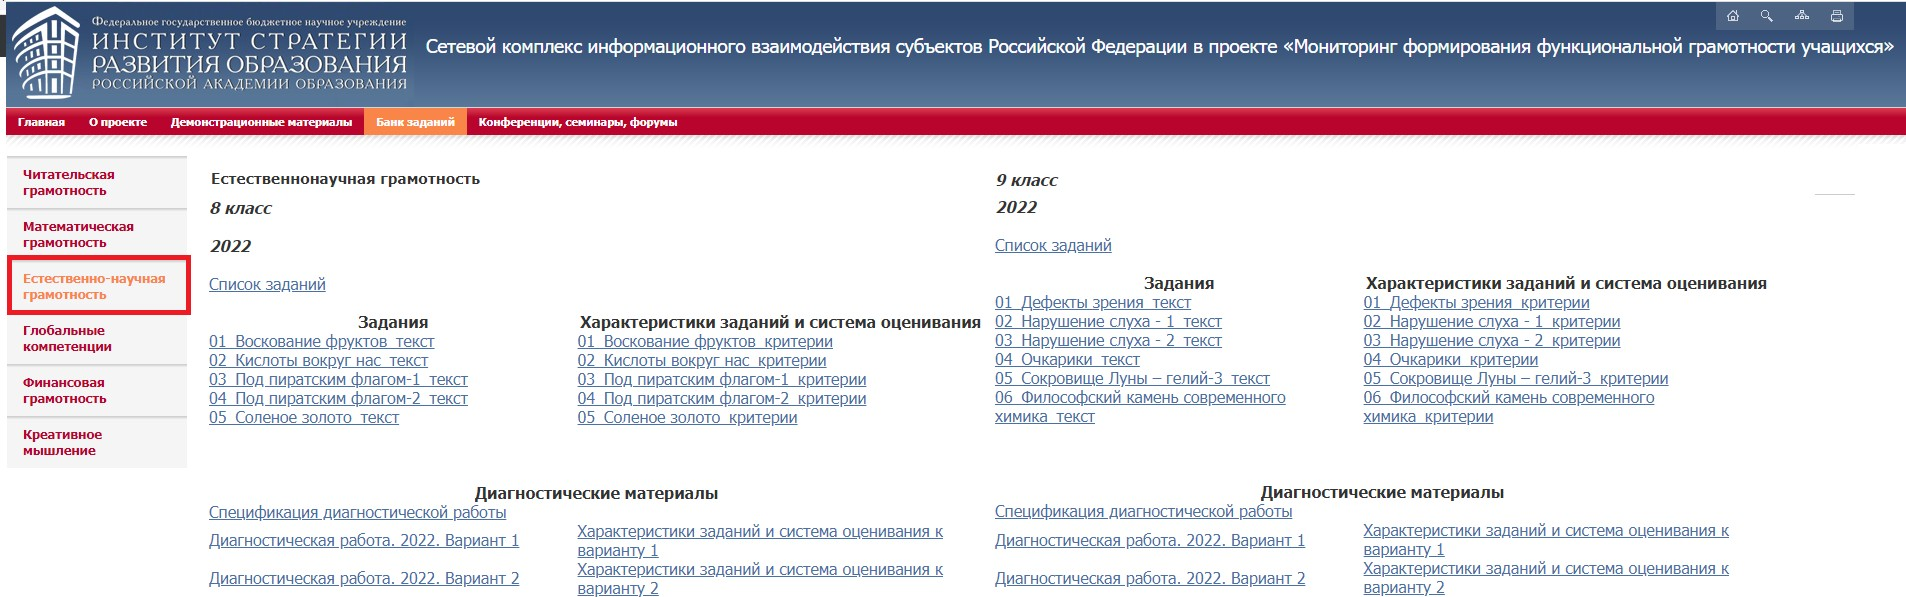 Федеральное государственное бюджетное научное учреждение
ИНСТИТУТ СТРАТЕГИИ
РАЗВИТИЯ ОБРАЗОВАНИЯ
РОССИЙСКОЙ АКАДЕМИИ ОБРАЗОВАНИЯ
Сетевой комплекс информационного взаимодействия субъектов Российской Федерации в проекте «Мониторинг формирования функциональной грамотности учащихся»
Главная О проекте Демонстрационные материалы Банк заданий Конференции, семинары, форумы
Читательская
грамотность
Математическая
грамотность
Естественно-научная
грамотность
Глобальные
компетенции
Финансовая
грамотность
Креативное
мышление
Естественнонаучная грамотность
8 класс
2022
Список заданий
Задания Характеристики заданий и система оценивания
01_Воскование фруктов_текст 01_Воскование фруктов_критерии
02_Кислоты вокруг нас_текст 02_Кислоты вокруг нас_критерии
03_Под пиратским флагом-1_текст 03_Под пиратским флагом-1_критерии
04_Под пиратским флагом-2_текст 04_Под пиратским флагом-2_критерии
05_Соленое золото_текст 05_Соленое золото_критерии
Диагностические материалы
Спецификация диагностической работы
Диагностическая работа. 2022. Вариант 1 Характеристики заданий и система оценивания к
варианту 1
Диагностическая работа. 2022. Вариант 2 Характеристики заданий и система оценивания к
варианту 2
9 класс
2022
Список заданий
Задания Характеристики заданий и система оценивания
01_Дефекты зрения_текст 01_Дефекты зрения_критерии
02_Нарушение слуха - 1_текст 02_Нарушение слуха - 1_критерии
03_Нарушение слуха - 2_текст 03_Нарушение слуха - 2_критерии
04_Очкарики_текст 04_Очкарики_критерии
05_Сокровище Луны – гелий-3_текст 05_Сокровище Луны – гелий-3_критерии
06_Философский камень современного 06_Философский камень современного
химика_текст химика_критерии
Диагностические материалы
Спецификация диагностической работы
Диагностическая работа. 2022. Вариант 1 Характеристики заданий и система оценивания к
варианту 1
Диагностическая работа. 2022. Вариант 2 Характеристики заданий и система оценивания к
варианту 2